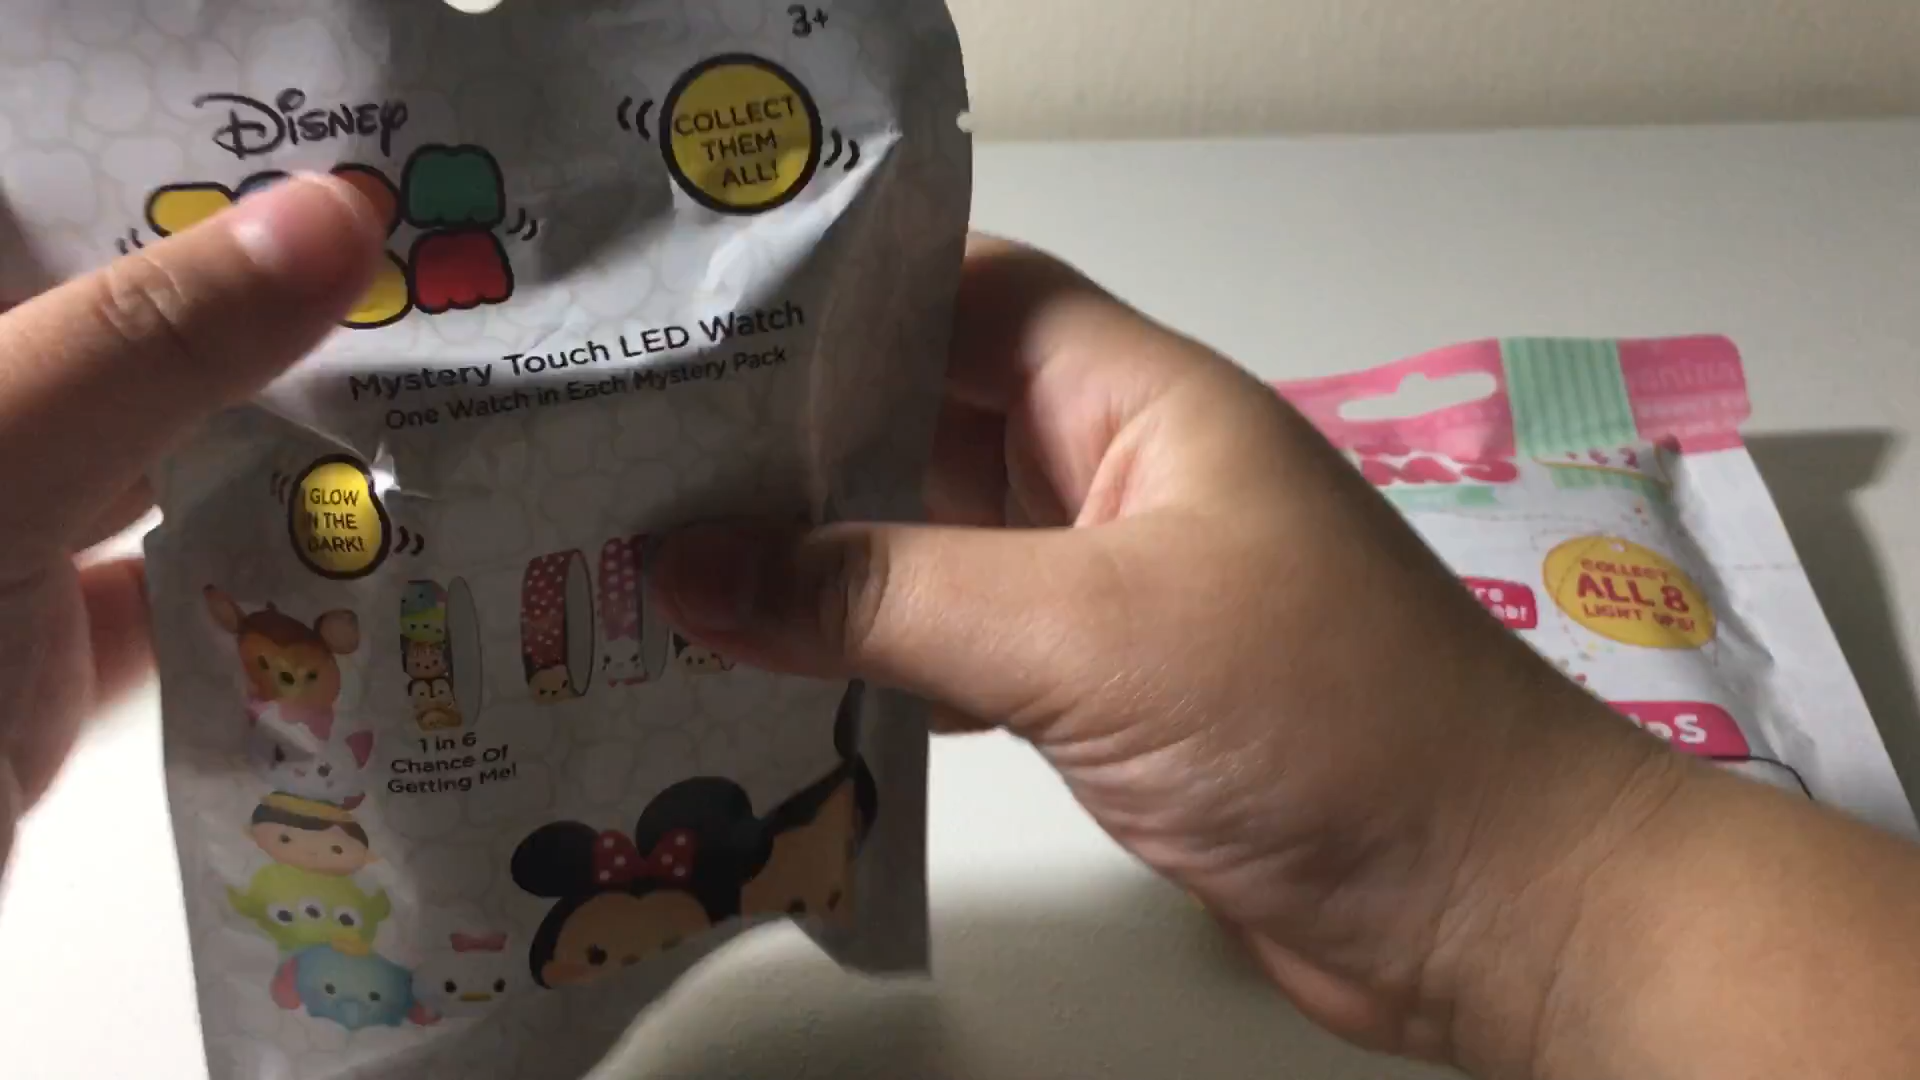 3+
Disney
COLLECT
THEM
ALL!
Mystery Touch LED Watch
One Watch in Each Mystery Pack
GLOW
IN THE
DARK!
1 in 6
Chance Of
Getting Me!
COLLECT
ALL 8
LIGHT UPS!